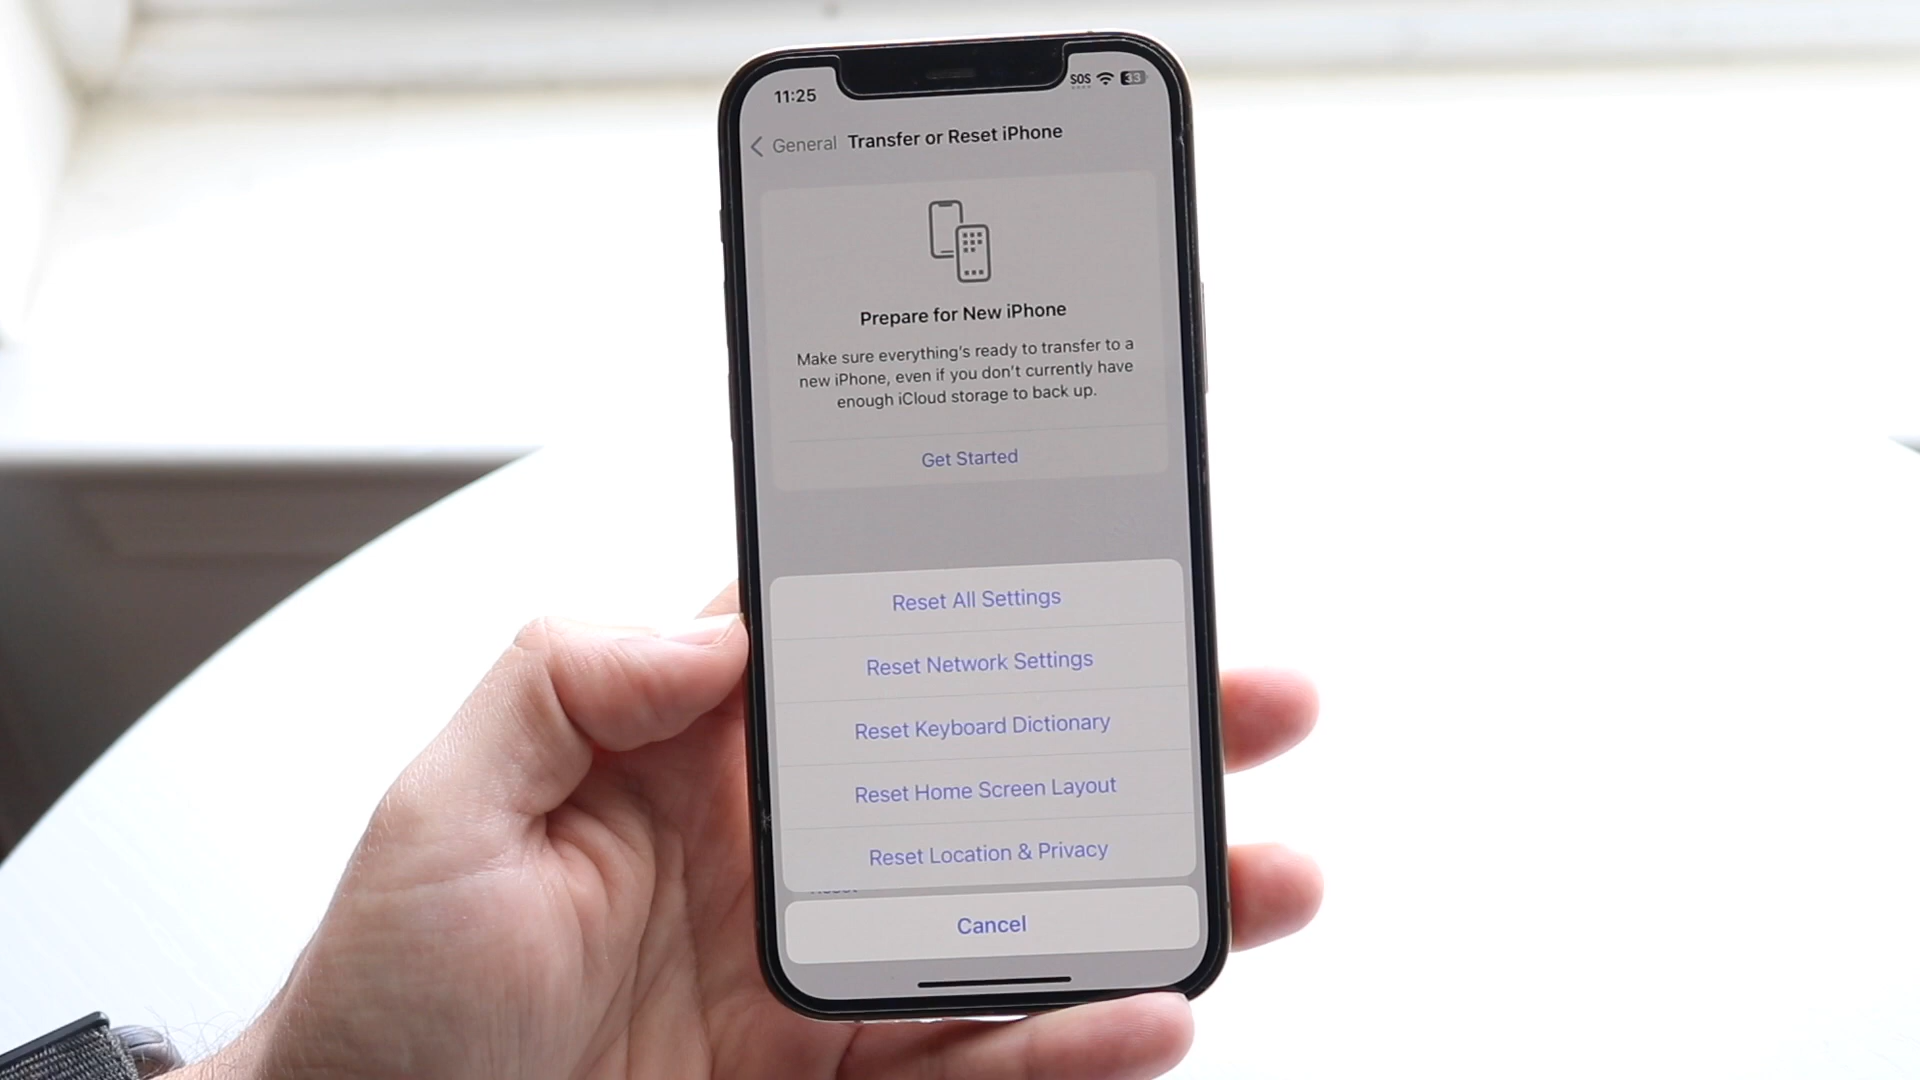 11:25
SOS 33
General Transfer or Reset iPhone
Prepare for New iPhone
Make sure everything's ready to transfer to a
new iPhone, even if you don't currently have
enough iCloud storage to back up.
Get Started
Reset All Settings
Reset Network Settings
Reset Keyboard Dictionary
Reset Home Screen Layout
Reset Location & Privacy
Cancel